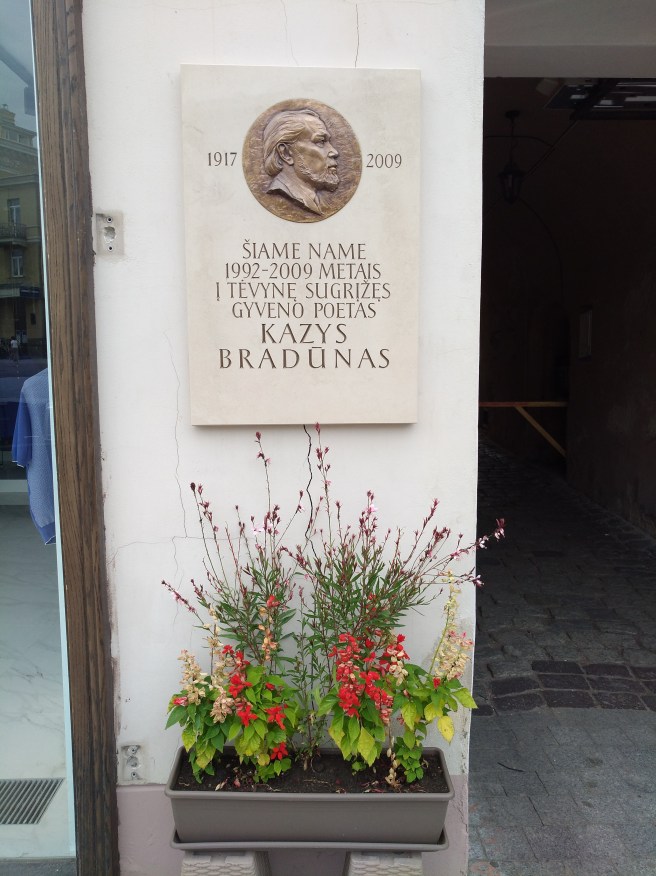 1917 2009
ŠIAME NAME
1992-2009 METAIS
Į TĖVYNĘ SUGRĮŽĘS
GYVENO POETAS
KAZYS
BRADŪNAS